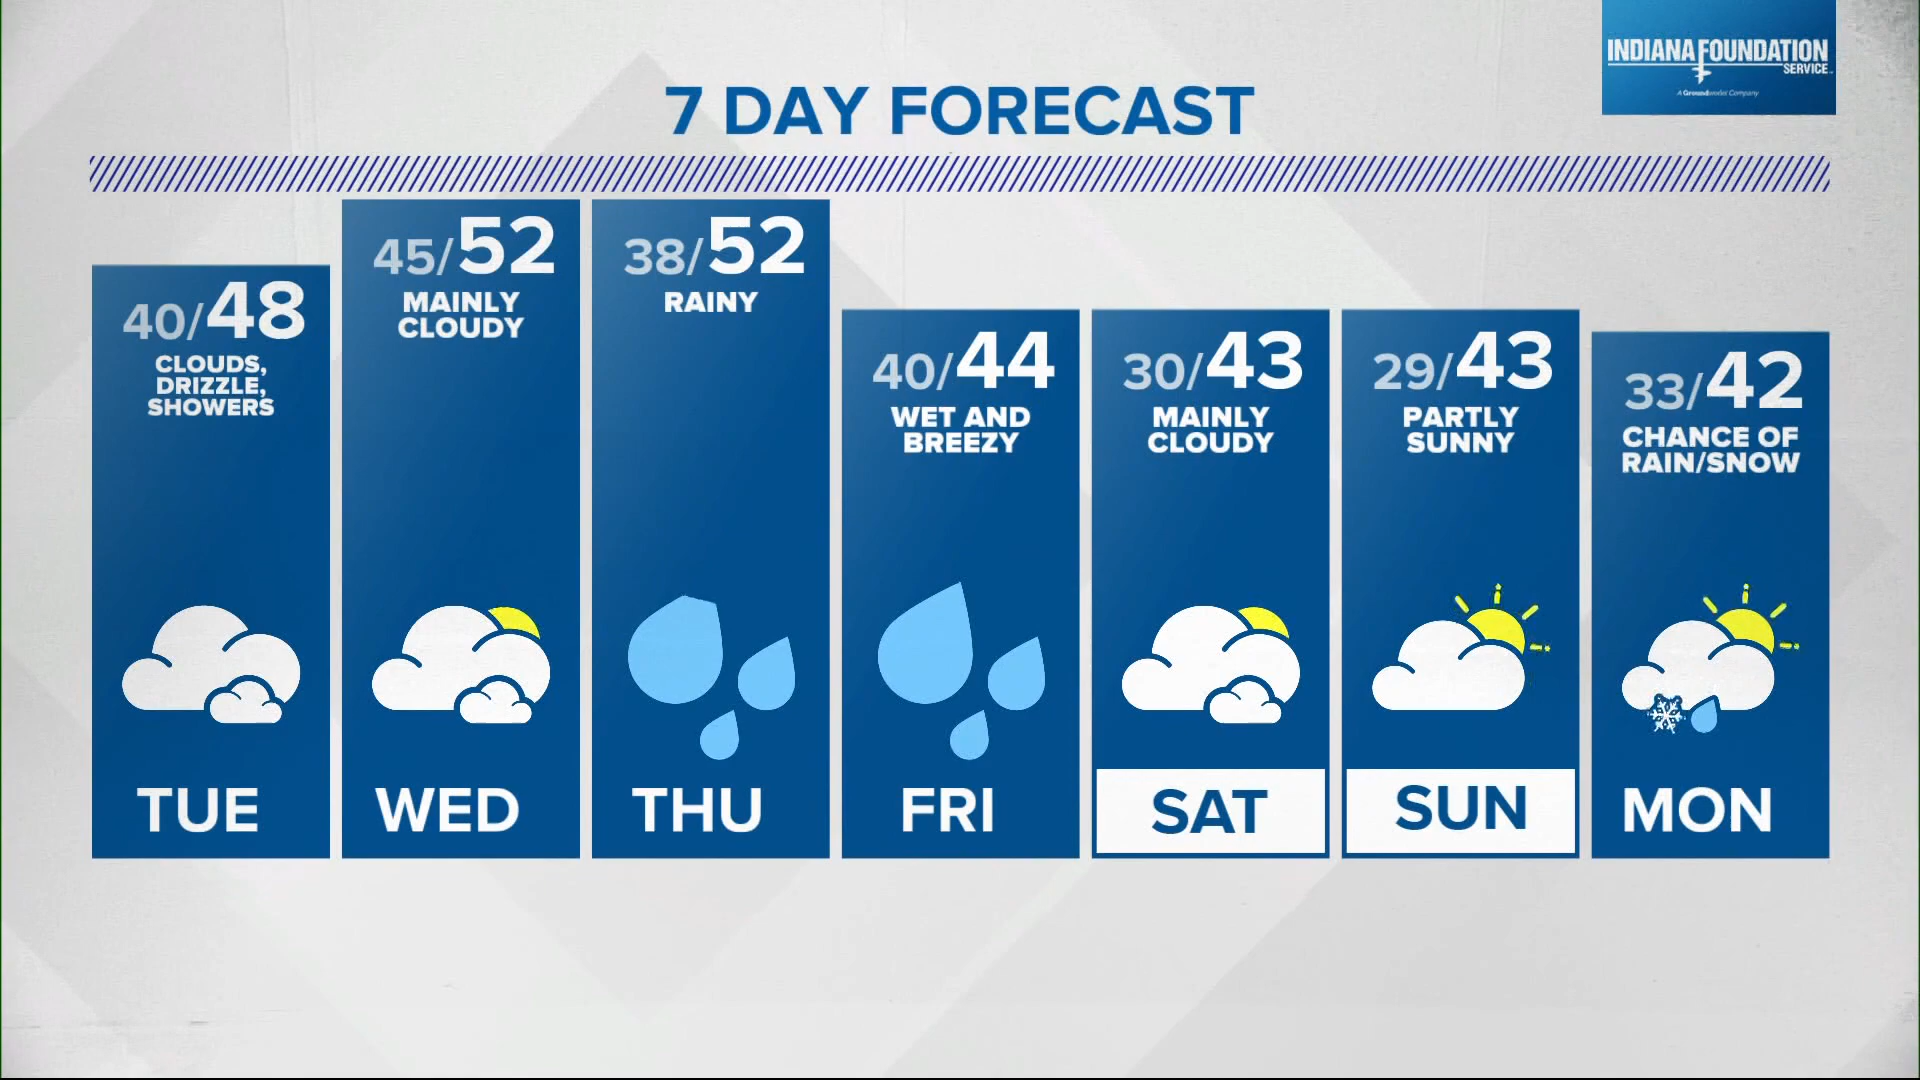 INDIANA FOUNDATION
SERVICE
A Groundworks Company
7 DAY FORECAST
40/48
CLOUDS,
DRIZZLE,
SHOWERS
TUE
45/52
MAINLY
CLOUDY
WED
38/52
RAINY
THU
40/44
WET AND
BREEZY
FRI
30/43
MAINLY
CLOUDY
SAT
29/43
PARTLY
SUNNY
SUN
33/42
CHANCE OF
RAIN/SNOW
MON